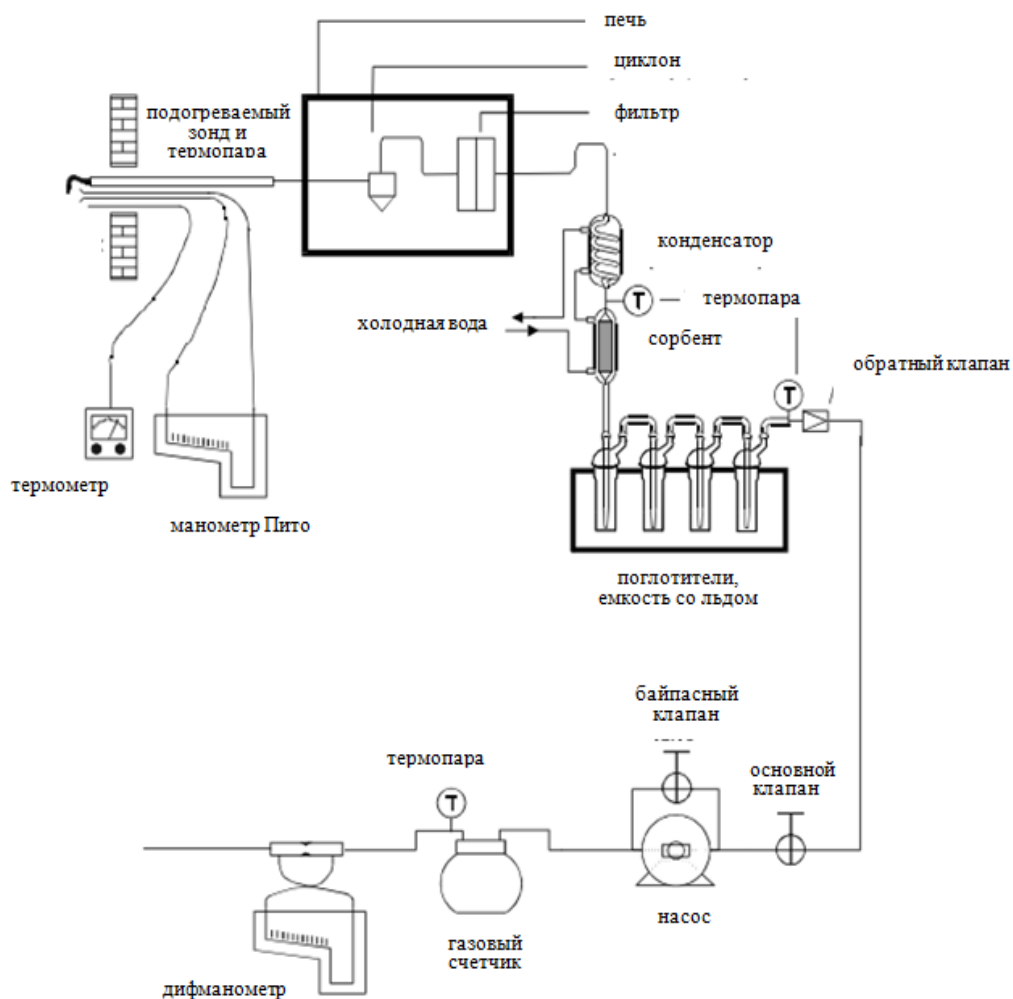 печь
циклон
фильтр
подогреваемый
зонд и
термопара
конденсатор
T
термопара
холодная вода
сорбент
обратный клапан
T
термометр
манометр Пито
поглотители,
емкость со льдом
байпасный
клапан
основной
клапан
термопара
T
насос
газовый
счетчик
дифманометр